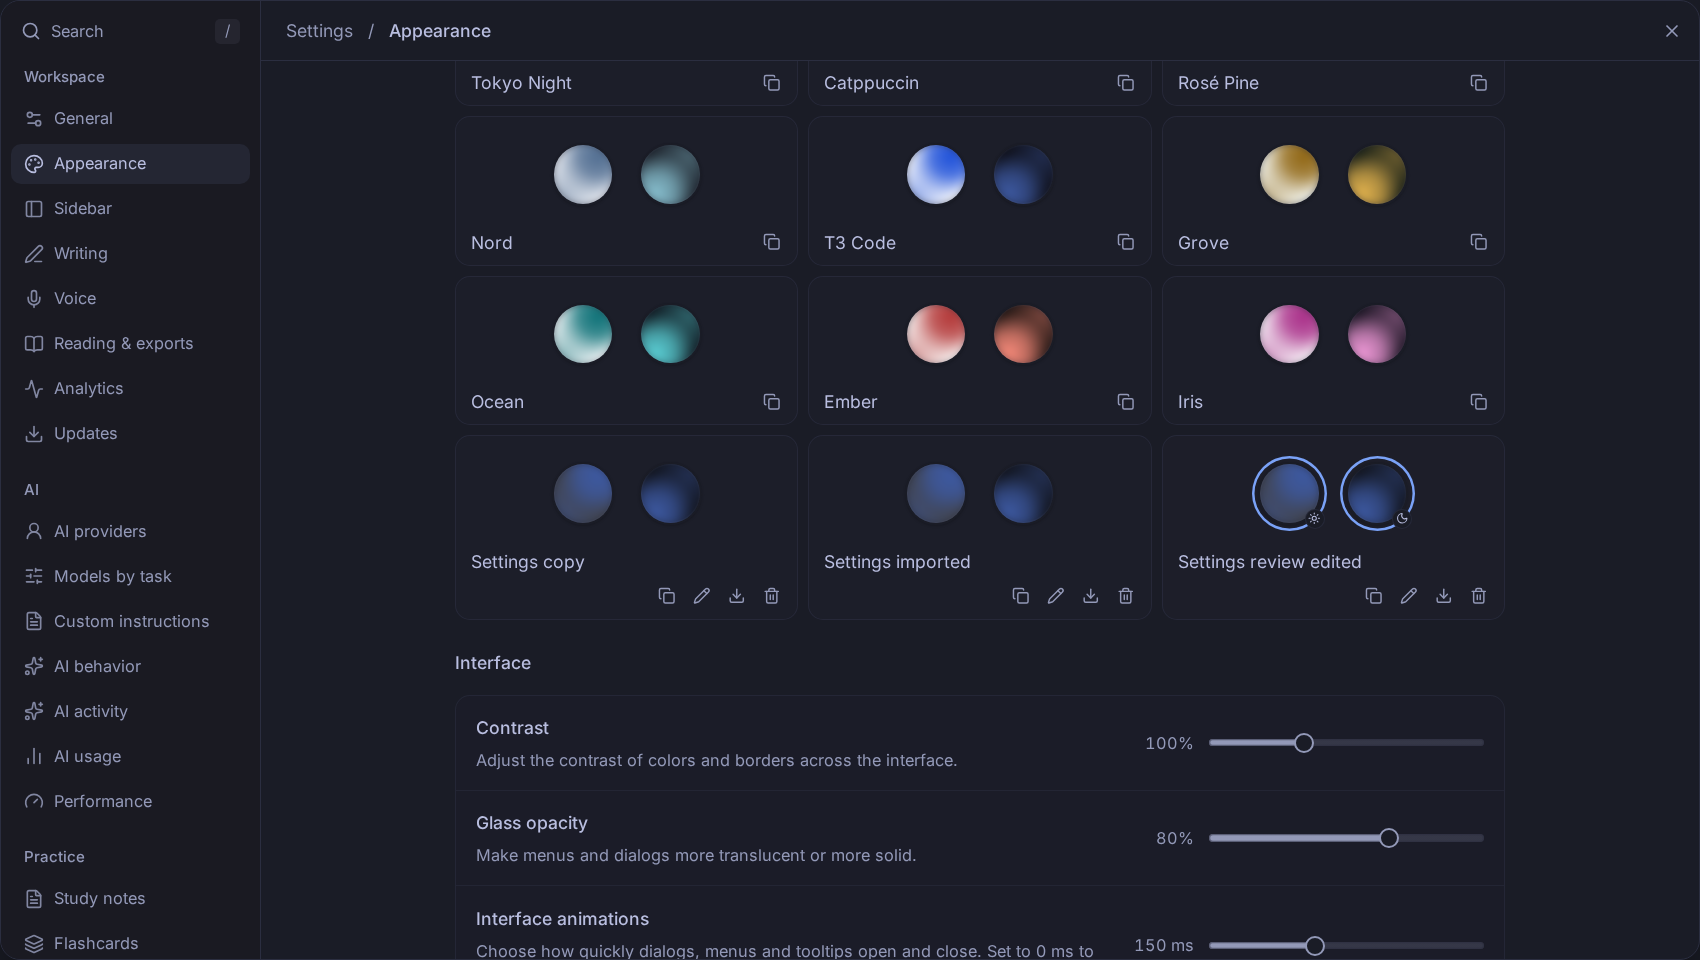 Search
/
Settings / Appearance
Workspace
General
Appearance
Sidebar
Writing
Voice
Reading & exports
Analytics
Updates
AI
AI providers
Models by task
Custom instructions
AI behavior
AI activity
AI usage
Performance
Practice
Study notes
Flashcards
Tokyo Night
Catppuccin
Rosé Pine
Nord
T3 Code
Grove
Ocean
Ember
Iris
Settings copy
Settings imported
Settings review edited
Interface
Contrast
Adjust the contrast of colors and borders across the interface.
100%
Glass opacity
Make menus and dialogs more translucent or more solid.
80%
Interface animations
Choose how quickly dialogs, menus and tooltips open and close. Set to 0 ms to
150 ms